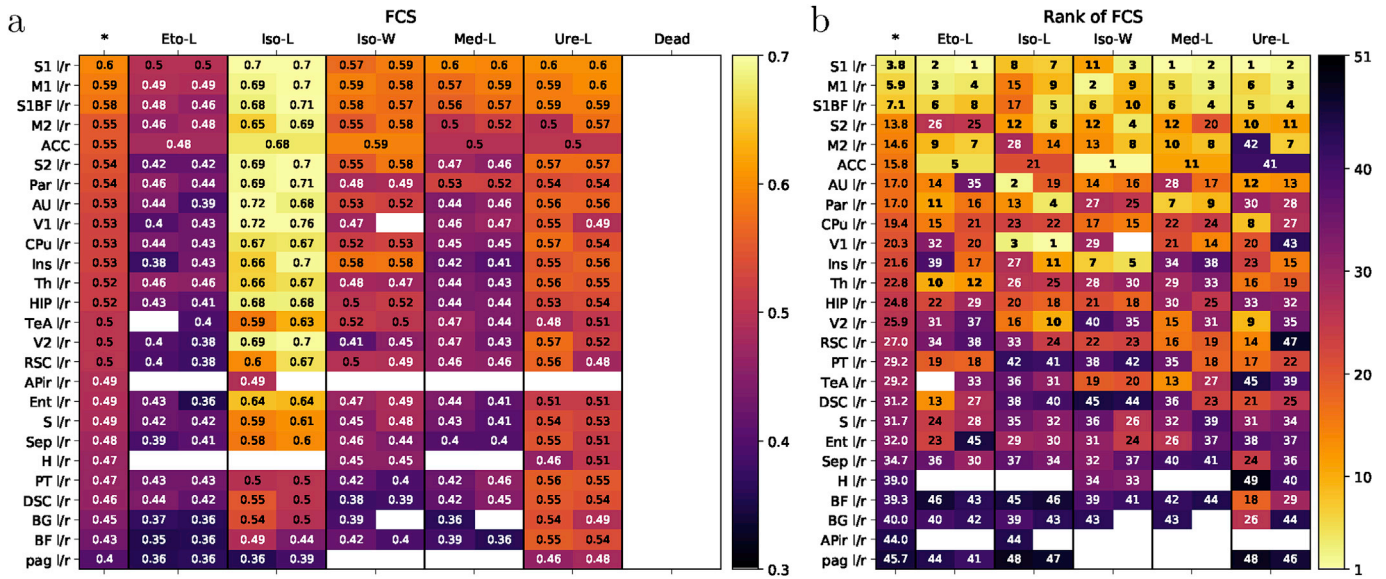 a
FCS
* Eto-L Iso-L Iso-W Med-L Ure-L Dead
S1 l/r 0.6 0.5 0.5 0.7 0.7 0.57 0.59 0.6 0.6 0.6 0.6
M1 l/r 0.59 0.49 0.49 0.69 0.7 0.58 0.56 0.57 0.59 0.59 0.6
S1BF l/r 0.58 0.48 0.46 0.68 0.71 0.58 0.57 0.56 0.59 0.59 0.59
M2 l/r 0.55 0.46 0.48 0.65 0.69 0.55 0.58 0.5 0.52 0.5 0.57
ACC 0.55 0.48 0.68 0.59 0.5 0.5
S2 l/r 0.54 0.42 0.42 0.69 0.7 0.55 0.58 0.47 0.46 0.57 0.57
Par l/r 0.54 0.46 0.44 0.69 0.71 0.48 0.49 0.53 0.52 0.54 0.54
AU l/r 0.53 0.44 0.39 0.72 0.68 0.53 0.52 0.44 0.46 0.56 0.56
V1 l/r 0.53 0.4 0.43 0.72 0.76 0.47 0.46 0.48 0.55 0.49
CPu l/r 0.53 0.44 0.43 0.67 0.67 0.52 0.53 0.45 0.45 0.57 0.54
Ins l/r 0.53 0.38 0.43 0.66 0.7 0.58 0.58 0.42 0.41 0.55 0.56
Th l/r 0.52 0.46 0.46 0.66 0.67 0.48 0.47 0.44 0.43 0.55 0.55
HIP l/r 0.52 0.43 0.41 0.68 0.68 0.5 0.52 0.44 0.44 0.53 0.54
TeA l/r 0.5 0.4 0.59 0.63 0.52 0.5 0.47 0.44 0.48 0.51
V2 l/r 0.5 0.4 0.38 0.69 0.7 0.41 0.45 0.47 0.43 0.57 0.52
RSC l/r 0.5 0.4 0.38 0.6 0.67 0.5 0.49 0.46 0.46 0.56 0.48
APir l/r 0.49 0.49
Ent l/r 0.49 0.43 0.36 0.64 0.64 0.47 0.49 0.44 0.41 0.51 0.51
S l/r 0.49 0.42 0.42 0.59 0.61 0.45 0.48 0.43 0.41 0.54 0.53
Sep l/r 0.48 0.39 0.41 0.58 0.6 0.46 0.44 0.4 0.4 0.55 0.51
H l/r 0.47 0.45 0.45 0.46 0.51
PT l/r 0.47 0.43 0.43 0.5 0.5 0.42 0.4 0.42 0.46 0.56 0.55
DSC l/r 0.46 0.44 0.42 0.55 0.5 0.38 0.39 0.42 0.45 0.55 0.54
BG l/r 0.45 0.37 0.36 0.54 0.5 0.39 0.36 0.54 0.49
BF l/r 0.43 0.35 0.36 0.49 0.44 0.42 0.4 0.39 0.36 0.55 0.54
pag l/r 0.4 0.36 0.36 0.36 0.39 0.46 0.48
0.7
0.6
0.5
0.4
0.3
b
Rank of FCS
* Eto-L Iso-L Iso-W Med-L Ure-L
S1 l/r 3.8 2 1 8 7 11 3 1 2 1 2
M1 l/r 5.9 3 4 15 9 2 9 5 3 6 3
S1BF l/r 7.1 6 8 17 5 6 10 6 4 5 4
S2 l/r 13.8 26 25 12 6 12 4 12 20 10 11
M2 l/r 14.6 9 7 28 14 13 8 10 8 42 7
ACC 15.8 5 21 1 11 41
AU l/r 17.0 14 35 2 19 14 16 28 17 12 13
Par l/r 17.0 11 16 13 4 27 25 7 9 30 28
CPu l/r 19.4 15 21 23 22 17 15 22 24 8 27
V1 l/r 20.3 32 20 3 1 29 21 14 20 43
Ins l/r 21.6 39 17 27 11 7 5 34 38 23 15
Th l/r 22.8 10 12 26 25 28 30 29 33 16 19
HIP l/r 24.8 22 29 20 18 21 18 30 25 33 32
V2 l/r 25.9 31 37 16 10 40 35 15 31 9 35
RSC l/r 27.0 34 38 33 24 22 23 16 19 14 47
PT l/r 29.2 19 18 42 41 38 42 35 18 17 22
TeA l/r 29.2 33 36 31 19 20 13 27 45 39
DSC l/r 31.2 13 27 38 40 45 44 36 23 21 25
S l/r 31.7 24 28 35 32 36 26 32 39 31 34
Ent l/r 32.0 23 45 29 30 31 24 26 37 38 37
Sep l/r 34.7 36 30 37 34 32 37 40 41 24 36
H l/r 39.0 34 33 49 40
BF l/r 39.3 46 43 45 46 39 41 42 44 18 29
BG l/r 40.0 40 42 39 43 43 43 26 44
APir l/r 44.0 44
pag l/r 45.7 44 41 48 47 48 46
51
40
30
20
10
1